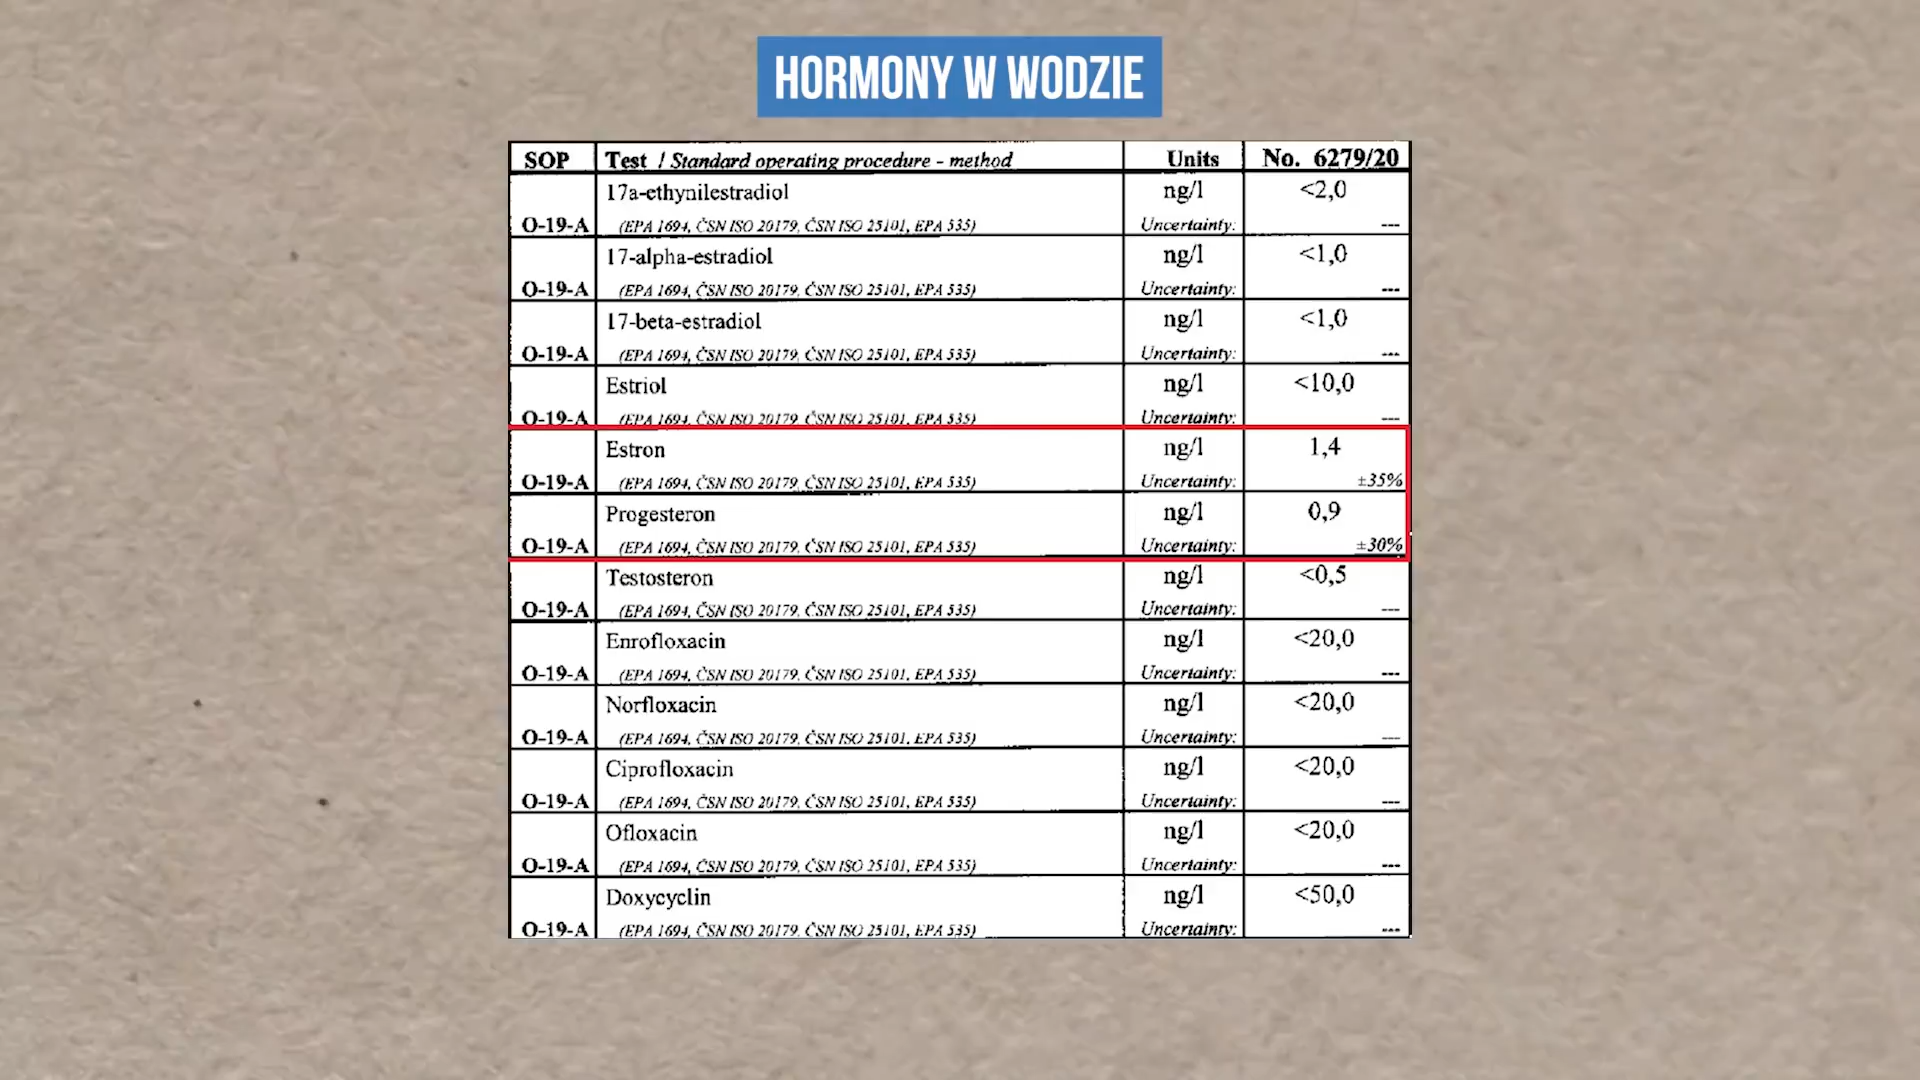 HORMONY W WODZIE
SOP Test / Standard operating procedure - method Units No. 6279/20
17a-ethynilestradiol ng/l <2,0
O-19-A (EPA 1694, ČSN ISO 20179, ČSN ISO 25101, EPA 535) Uncertainty: ---
17-alpha-estradiol ng/l <1,0
O-19-A (EPA 1694, ČSN ISO 20179, ČSN ISO 25101, EPA 535) Uncertainty: ---
17-beta-estradiol ng/l <1,0
O-19-A (EPA 1694, ČSN ISO 20179, ČSN ISO 25101, EPA 535) Uncertainty: ---
Estriol ng/l <10,0
O-19-A (EPA 1694, ČSN ISO 20179, ČSN ISO 25101, EPA 535) Uncertainty: ---
Estron ng/l 1,4
O-19-A (EPA 1694, ČSN ISO 20179, ČSN ISO 25101, EPA 535) Uncertainty: ±35%
Progesteron ng/l 0,9
O-19-A (EPA 1694, ČSN ISO 20179, ČSN ISO 25101, EPA 535) Uncertainty: ±30%
Testosteron ng/l <0,5
O-19-A (EPA 1694, ČSN ISO 20179, ČSN ISO 25101, EPA 535) Uncertainty: ---
Enrofloxacin ng/l <20,0
O-19-A (EPA 1694, ČSN ISO 20179, ČSN ISO 25101, EPA 535) Uncertainty: ---
Norfloxacin ng/l <20,0
O-19-A (EPA 1694, ČSN ISO 20179, ČSN ISO 25101, EPA 535) Uncertainty: ---
Ciprofloxacin ng/l <20,0
O-19-A (EPA 1694, ČSN ISO 20179, ČSN ISO 25101, EPA 535) Uncertainty: ---
Ofloxacin ng/l <20,0
O-19-A (EPA 1694, ČSN ISO 20179, ČSN ISO 25101, EPA 535) Uncertainty: ---
Doxycyclin ng/l <50,0
O-19-A (EPA 1694, ČSN ISO 20179, ČSN ISO 25101, EPA 535) Uncertainty: ---